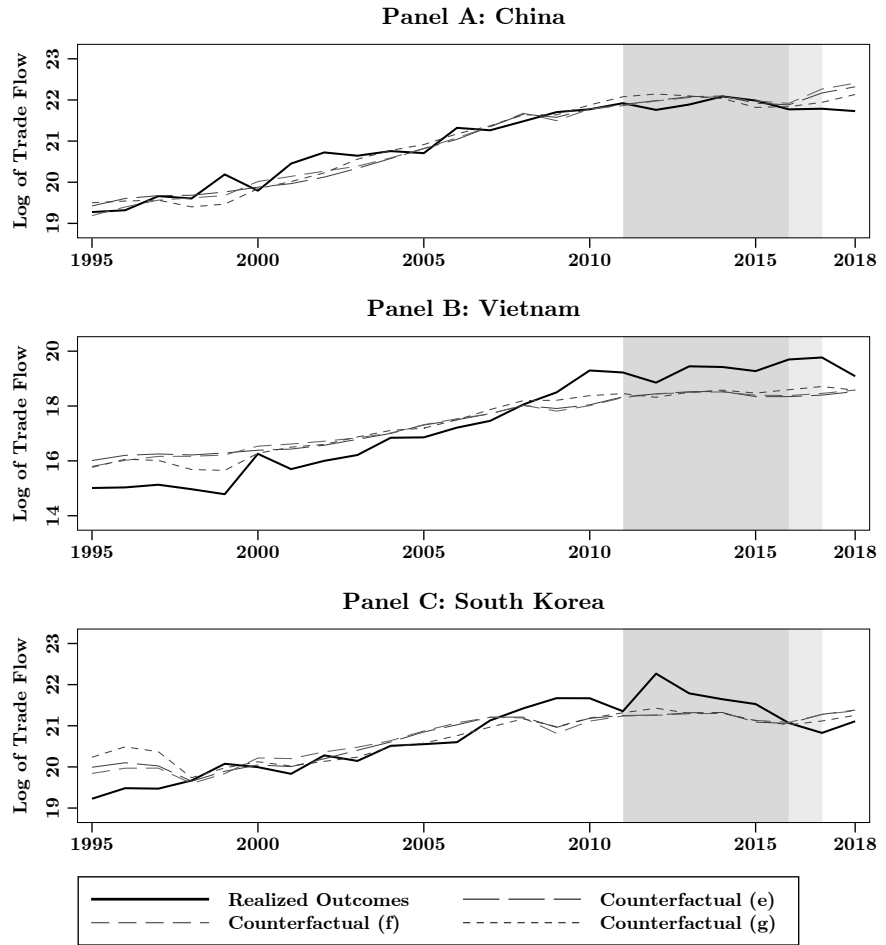 Panel A: China
Log of Trade Flow
23
22
21
20
19
1995 2000 2005 2010 2015 2018
Panel B: Vietnam
Log of Trade Flow
20
18
16
14
1995 2000 2005 2010 2015 2018
Panel C: South Korea
Log of Trade Flow
23
22
21
20
19
1995 2000 2005 2010 2015 2018
Realized Outcomes Counterfactual (e)
Counterfactual (f) Counterfactual (g)